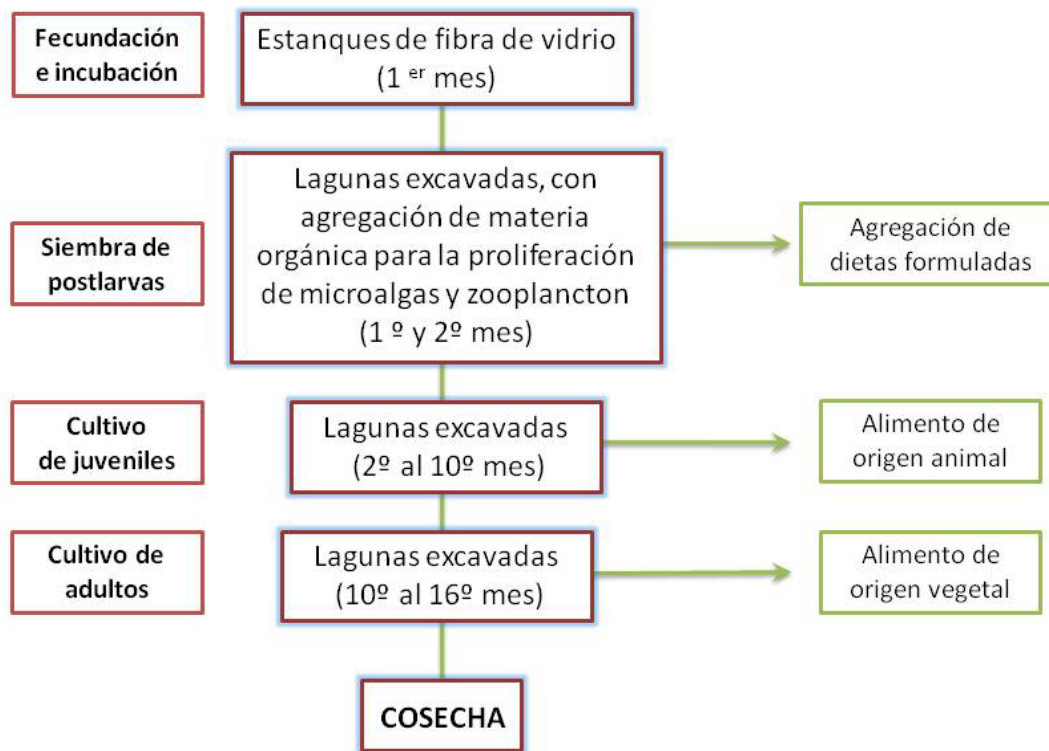 Fecundación
e incubación
Estanques de fibra de vidrio
(1 er mes)
Siembra de
postlarvas
Lagunas excavadas, con
agregación de materia
orgánica para la proliferación
de microalgas y zooplancton
(1 º y 2º mes)
Agregación de
dietas formuladas
Cultivo
de juveniles
Lagunas excavadas
(2º al 10º mes)
Alimento de
origen animal
Cultivo de
adultos
Lagunas excavadas
(10º al 16º mes)
Alimento de
origen vegetal
COSECHA